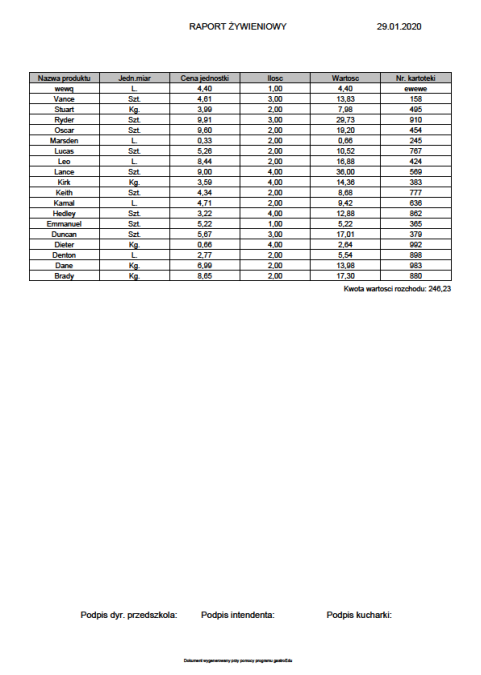 RAPORT ŻYWIENIOWY 29.01.2020
Nazwa produktu Jedn.miar Cena jednostki Ilosc Wartosc Nr. kartoteki
wewq L. 4,40 1,00 4,40 ewewe
Vance Szt. 4,61 3,00 13,83 158
Stuart Kg. 3,99 2,00 7,98 495
Ryder Szt. 9,91 3,00 29,73 910
Oscar Szt. 9,60 2,00 19,20 454
Marsden L. 0,33 2,00 0,66 245
Lucas Szt. 5,26 2,00 10,52 767
Leo L. 8,44 2,00 16,88 424
Lance Szt. 9,00 4,00 36,00 569
Kirk Kg. 3,59 4,00 14,36 383
Keith Szt. 4,34 2,00 8,68 777
Kamal L. 4,71 2,00 9,42 636
Hedley Szt. 3,22 4,00 12,88 862
Emmanuel Szt. 5,22 1,00 5,22 365
Duncan Szt. 5,67 3,00 17,01 379
Dieter Kg. 0,66 4,00 2,64 992
Denton L. 2,77 2,00 5,54 898
Dane Kg. 6,99 2,00 13,98 983
Brady Kg. 8,65 2,00 17,30 880
Kwota wartosci rozchodu: 246,23
Podpis dyr. przedszkola: Podpis intendenta: Podpis kucharki:
Dokument wygenerowany przy pomocy programu